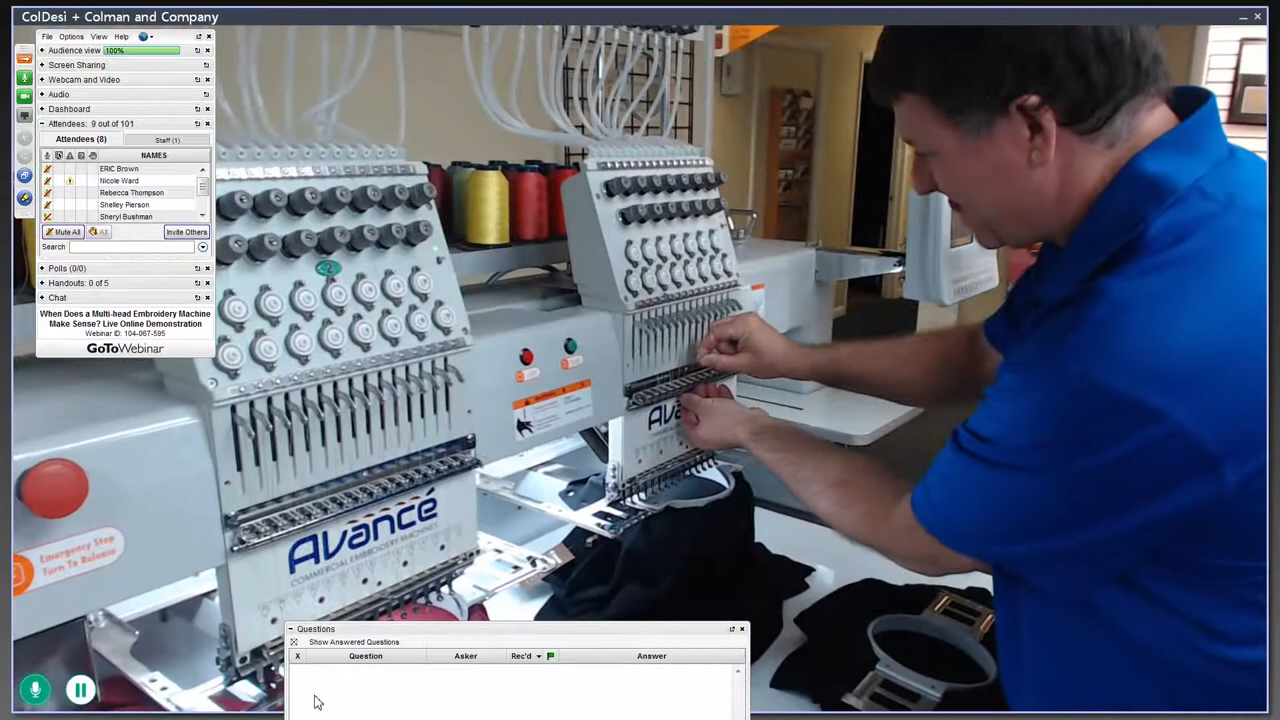 ColDesi + Colman and Company
File Options View Help
Audience view 100%
Screen Sharing
Webcam and Video
Audio
Dashboard
Attendees: 9 out of 101
Attendees (8) Staff (1)
NAMES
ERIC Brown
Nicole Ward
Rebecca Thompson
Shelley Pierson
Sheryl Bushman
Mute All All Invite Others
Search
Polls (0/0)
Handouts: 0 of 5
Chat
When Does a Multi-head Embroidery Machine
Make Sense? Live Online Demonstration
Webinar ID: 104-067-595
GoToWebinar
2
Emergency Stop
Turn To Release
Avancé
COMMERCIAL EMBROIDERY MACHINES
Questions
Show Answered Questions
X Question Asker Rec'd Answer